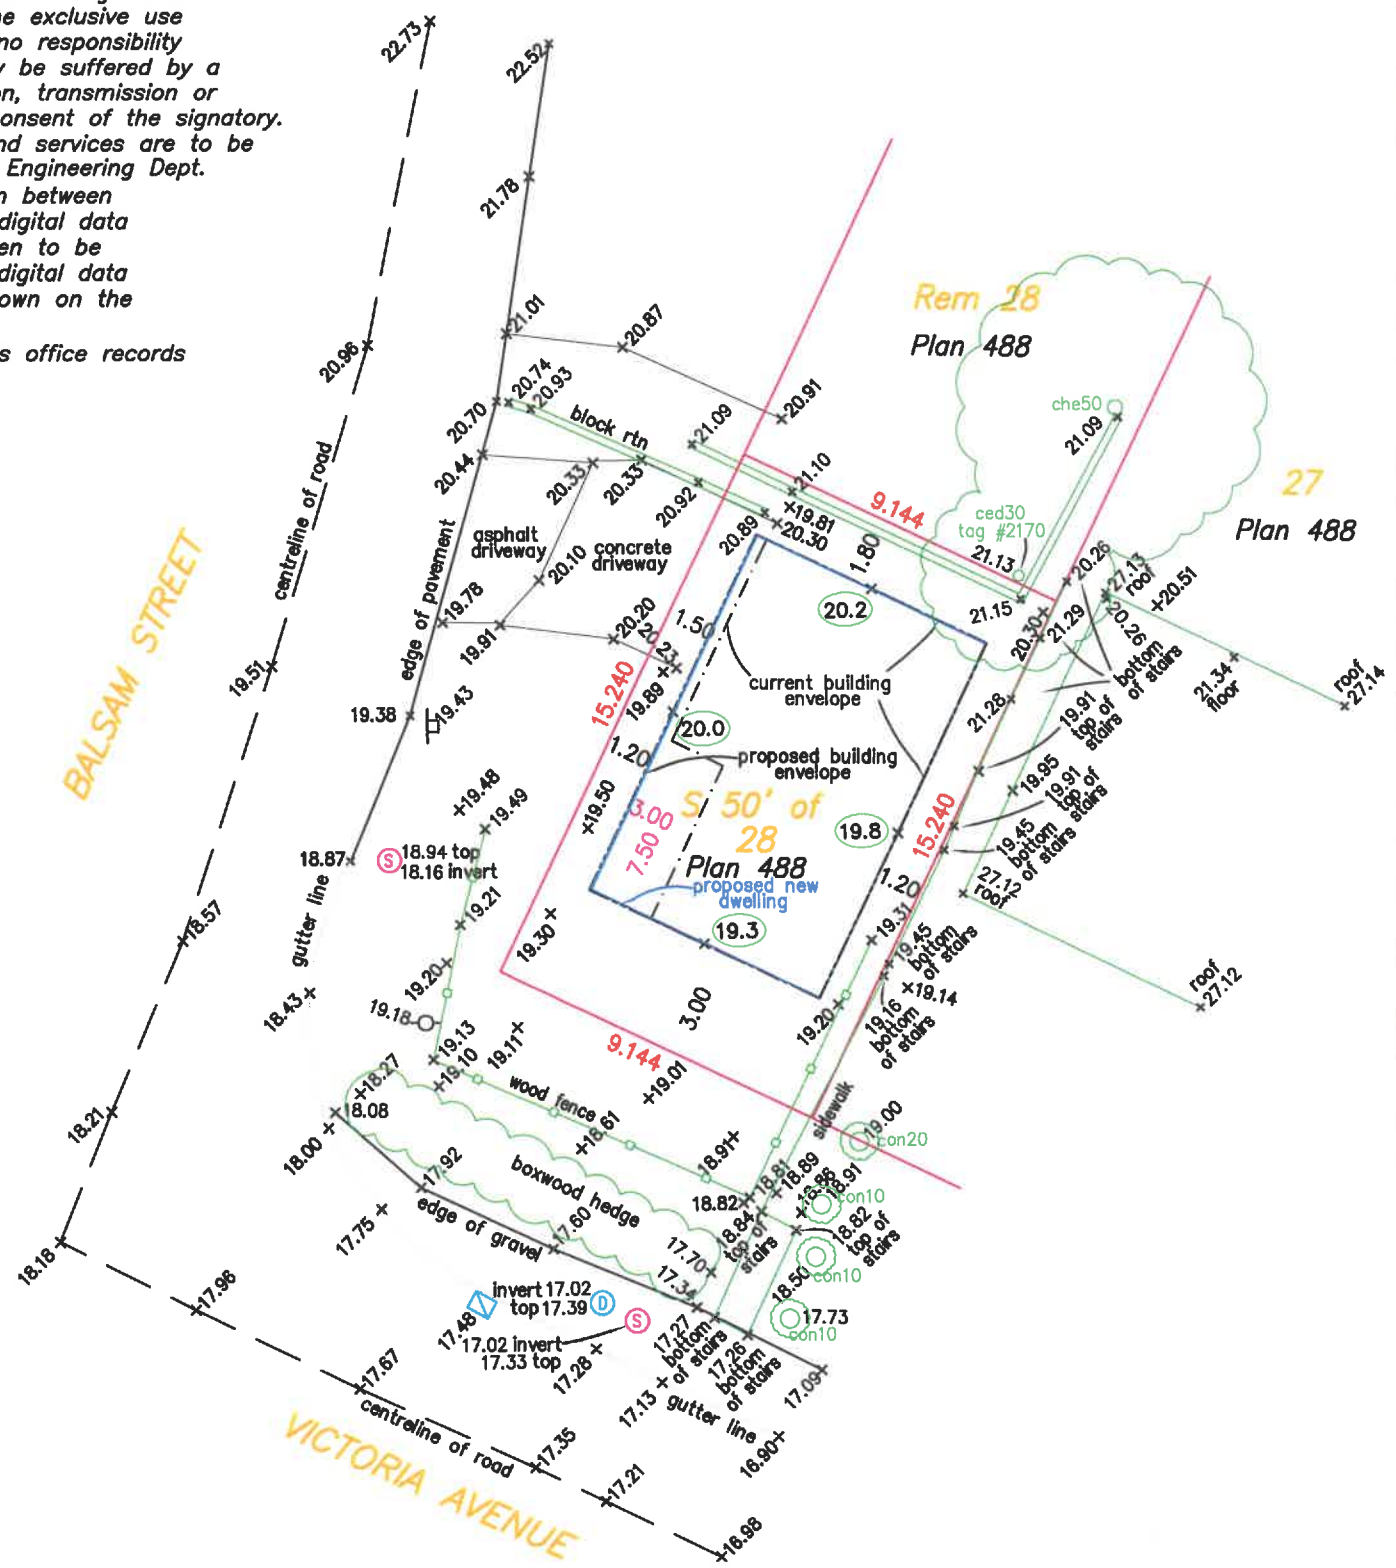 he exclusive use
no responsibility
be suffered by a
on, transmission or
onsent of the signatory.
nd services are to be
Engineering Dept.
n between
digital data
en to be
digital data
own on the
s office records
22.73
22.52
21.78
20.96
21.01
20.87
20.91
20.74
20.93
20.70
block rtn
21.09
21.10
20.44
20.33
20.33
20.92
20.89
20.30
+19.81
9.144
Rem 28
Plan 488
che50
21.09
27
Plan 488
ced30
tag #2170
21.13
21.15
20.26
27.13
roof
+20.51
20.26
bottom
of stairs
20.30
21.29
21.34
floor
roof
27.14
21.28
19.91
top of
stairs
centreline of road
edge of pavement
asphalt
driveway
concrete
driveway
20.10
19.78
19.91
20.20
20.23
1.80
20.2
1.50
15.240
19.89
current building
envelope
20.0
1.20
proposed building
envelope
BALSAM STREET
19.51
19.38
19.43
+19.48
19.49
+19.50
3.00
7.50
S 50' of
28
Plan 488
19.8
15.240
1.20
19.95
19.91
top of
stairs
19.45
bottom
of stairs
27.12
roof
18.87
S
18.94 top
18.16 invert
proposed new
dwelling
19.3
19.31
19.45
bottom
of stairs
+19.14
19.16
bottom
of stairs
roof
27.12
18.57
gutter line
19.21
19.20
19.30
18.43
19.18
19.13
19.10
19.11
3.00
19.20
9.144
+19.01
sidewalk
19.00
con20
18.21
+18.27
18.08
18.00
wood fence
+18.61
18.91
18.81
18.82
18.89
18.86
18.91
con10
17.92
boxwood hedge
18.84
top of
stairs
18.82
top of
stairs
17.75
edge of gravel
17.60
17.70
17.34
18.50
con10
18.18
17.96
17.48
invert 17.02
top 17.39
D
S
17.02 invert
17.33 top
17.27
bottom
of stairs
17.26
bottom
of stairs
17.73
con10
17.28
17.13
gutter line
17.09
16.90
17.67
centreline of road
17.35
17.21
16.98
VICTORIA AVENUE